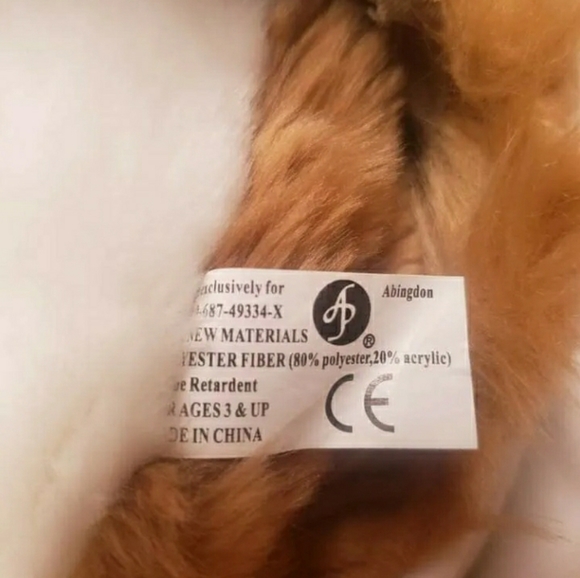 exclusively for
-687-49334-X
NEW MATERIALS
YESTER FIBER (80% polyester,20% acrylic)
Retardent
AGES 3 & UP
DE IN CHINA
AP
®
Abingdon
CE